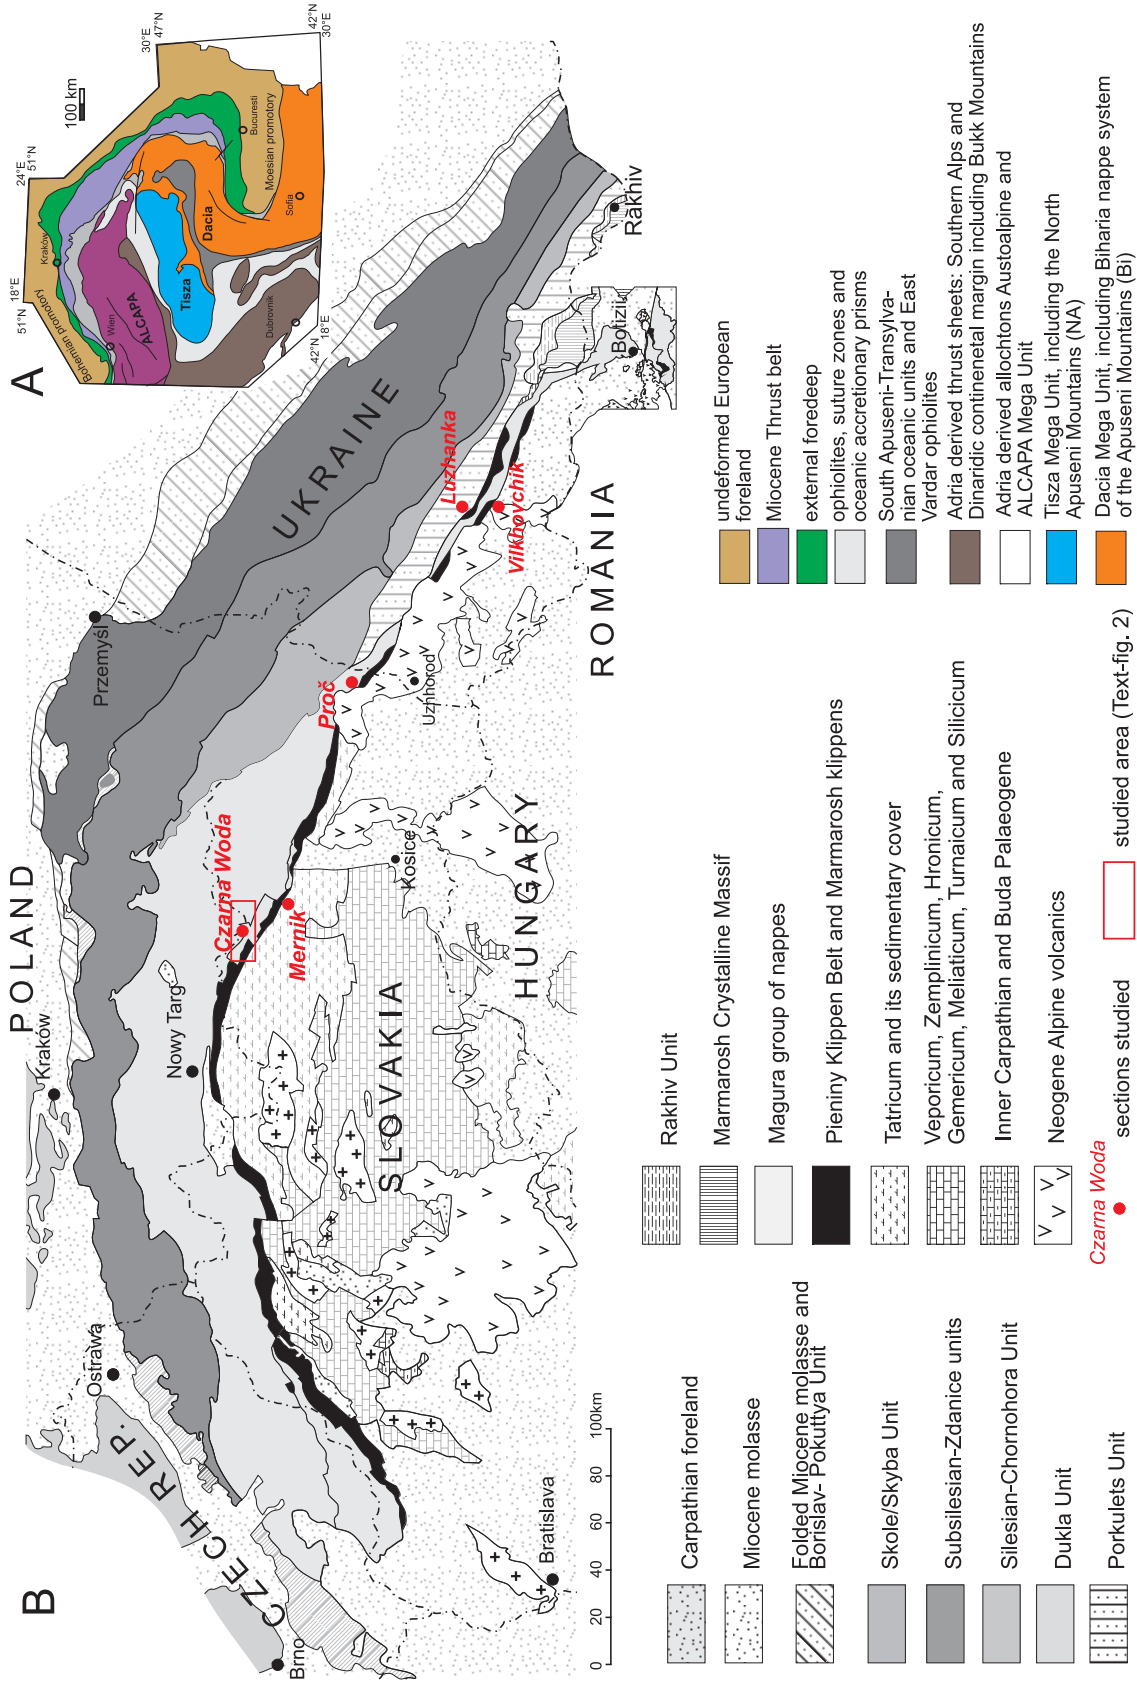 A
100 km
18°E
51°N
24°E
51°N
30°E
47°N
42°N
30°E
42°N
18°E
Bohemian promotory
Kraków
Wien
ALCAPA
Tisza
Dacia
Bucuresti
Moesian promotory
Sofia
Dubrovnik
B
POLAND
CZECH REP.
SLOVAKIA
HUNGARY
UKRAINE
ROMANIA
Brno
Ostrawa
Kraków
Nowy Targ
Przemyśl
Bratislava
Kosice
Uzhhorod
Rakhiv
Botizii
Czarna Woda
Mernik
Proč
Luzhanka
Vilkhovchik
0 20 40 60 80 100km
Carpathian foreland
Miocene molasse
Folded Miocene molasse and
Borislav- Pokuttya Unit
Skole/Skyba Unit
Subsilesian-Zdanice units
Silesian-Chornohora Unit
Dukla Unit
Porkulets Unit
Rakhiv Unit
Marmarosh Crystalline Massif
Magura group of nappes
Pieniny Klippen Belt and Marmarosh klippens
Tatricum and its sedimentary cover
Veporicum, Zemplinicum, Hronicum,
Gemericum, Meliaticum, Turnaicum and Silicicum
Inner Carpathian and Buda Palaeogene
Neogene Alpine volcanics
Czarna Woda
sections studied
studied area (Text-fig. 2)
undeformed European
foreland
Miocene Thrust belt
external foredeep
ophiolites, suture zones and
oceanic accretionary prisms
South Apuseni-Transylva-
nian oceanic units and East
Vardar ophiolites
Adria derived thrust sheets: Southern Alps and
Dinaridic continenetal margin including Bukk Mountains
Adria derived allochtons Austoalpine and
ALCAPA Mega Unit
Tisza Mega Unit, including the North
Apuseni Mountains (NA)
Dacia Mega Unit, including Biharia nappe system
of the Apuseni Mountains (Bi)